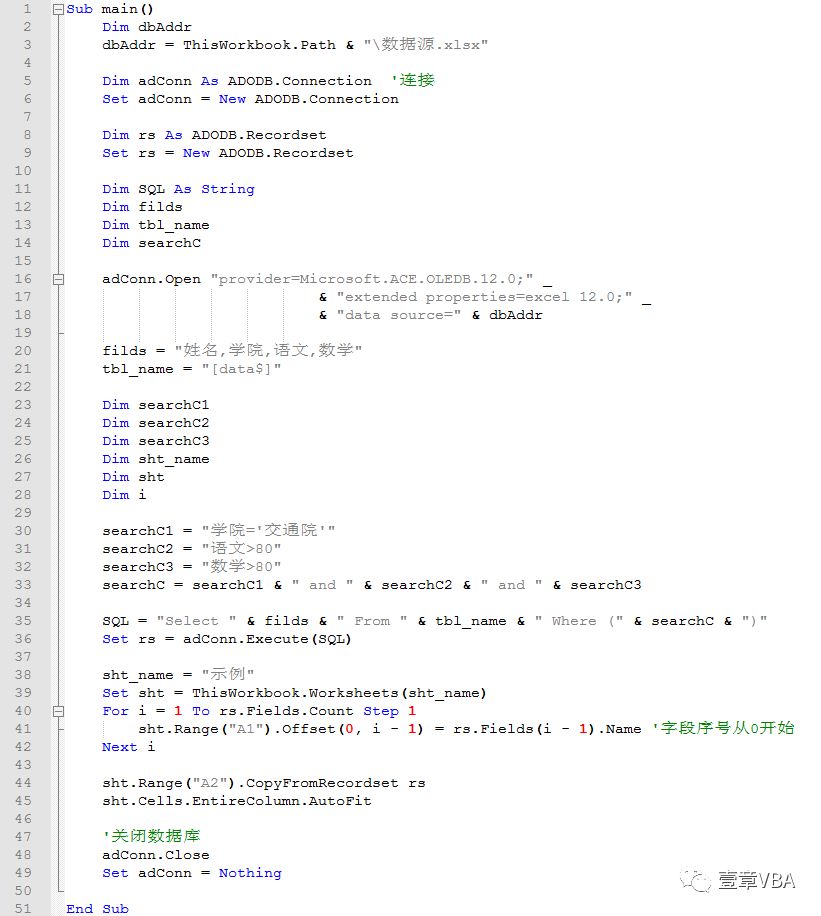 1 Sub main()
2 Dim dbAddr
3 dbAddr = ThisWorkbook.Path & "\数据源.xlsx"
4
5 Dim adConn As ADODB.Connection '连接
6 Set adConn = New ADODB.Connection
7
8 Dim rs As ADODB.Recordset
9 Set rs = New ADODB.Recordset
10
11 Dim SQL As String
12 Dim filds
13 Dim tbl_name
14 Dim searchC
15
16 adConn.Open "provider=Microsoft.ACE.OLEDB.12.0;" _
17 & "extended properties=excel 12.0;" _
18 & "data source=" & dbAddr
19
20 filds = "姓名,学院,语文,数学"
21 tbl_name = "[data$]"
22
23 Dim searchC1
24 Dim searchC2
25 Dim searchC3
26 Dim sht_name
27 Dim sht
28 Dim i
29
30 searchC1 = "学院='交通院'"
31 searchC2 = "语文>80"
32 searchC3 = "数学>80"
33 searchC = searchC1 & " and " & searchC2 & " and " & searchC3
34
35 SQL = "Select " & filds & " From " & tbl_name & " Where (" & searchC & ")"
36 Set rs = adConn.Execute(SQL)
37
38 sht_name = "示例"
39 Set sht = ThisWorkbook.Worksheets(sht_name)
40 For i = 1 To rs.Fields.Count Step 1
41 sht.Range("A1").Offset(0, i - 1) = rs.Fields(i - 1).Name '字段序号从0开始
42 Next i
43
44 sht.Range("A2").CopyFromRecordset rs
45 sht.Cells.EntireColumn.AutoFit
46
47 '关闭数据库
48 adConn.Close
49 Set adConn = Nothing
50
51 End Sub
壹章VBA